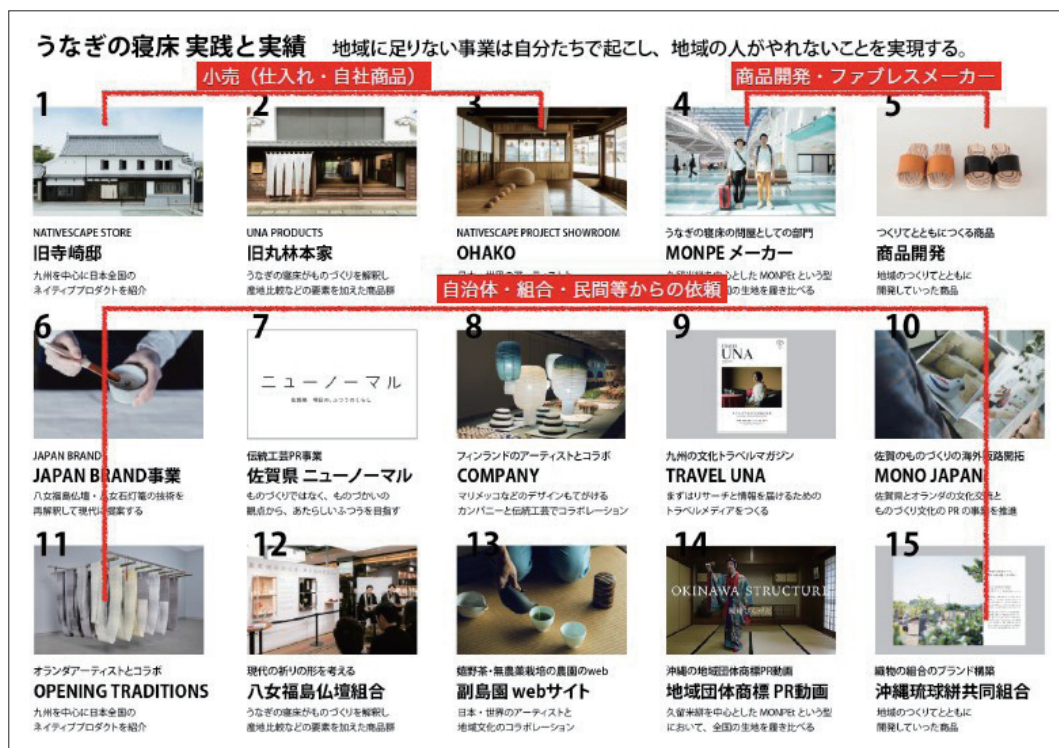 うなぎの寝床 実践と実績 地域に足りない事業は自分たちで起こし、地域の人がやれないことを実現する。
小売（仕入れ・自社商品）
商品開発・ファブレスメーカー
1
2
3
4
5
NATIVESCAPE STORE
旧寺崎邸
九州を中心に日本全国の
ネイティブプロダクトを紹介
UNA PRODUCTS
旧丸林本家
うなぎの寝床がものづくりを解釈し
産地比較などの要素を加えた商品群
NATIVESCAPE PROJECT SHOWROOM
OHAKO
うなぎの寝床の問屋としての部門
MONPE メーカー
久留米絣を中心とした MONPEt という型
国の生地を履き比べる
つくりてとともにつくる商品
商品開発
地域のつくりてとともに
開発していった商品
自治体・組合・民間等からの依頼
6
7
8
9
10
ニューノーマル
UNA
JAPAN BRAND
JAPAN BRAND事業
八女福島仏壇・八女石灯篭の技術を
再解釈して現代に提案する
伝統工芸PR事業
佐賀県 ニューノーマル
ものづくりではなく、ものづかいの
観点から、あたらしいふつうを目指す
フィンランドのアーティストとコラボ
COMPANY
マリメッコなどのデザインもてがける
カンパニーと伝統工芸でコラボレーション
九州の文化トラベルマガジン
TRAVEL UNA
まずはリサーチと情報を届けるための
トラベルメディアをつくる
佐賀のものづくりの海外販路開拓
MONO JAPAN
佐賀県とオランダの文化交流と
ものづくり文化の PR の事業を推進
11
12
13
14
15
OKINAWA STRUCTURE
オランダアーティストとコラボ
OPENING TRADITIONS
九州を中心に日本全国の
ネイティブプロダクトを紹介
現代の祈りの形を考える
八女福島仏壇組合
うなぎの寝床がものづくりを解釈し
産地比較などの要素を加えた商品群
嬉野茶・無農薬栽培の農園のweb
副島園 webサイト
日本・世界のアーティストと
地域文化のコラボレーション
沖縄の地域団体商標PR動画
地域団体商標 PR動画
久留米絣を中心とした MONPEt という型
において、全国の生地を履き比べる
織物の組合のブランド構築
沖縄琉球絣共同組合
地域のつくりてとともに
開発していった商品